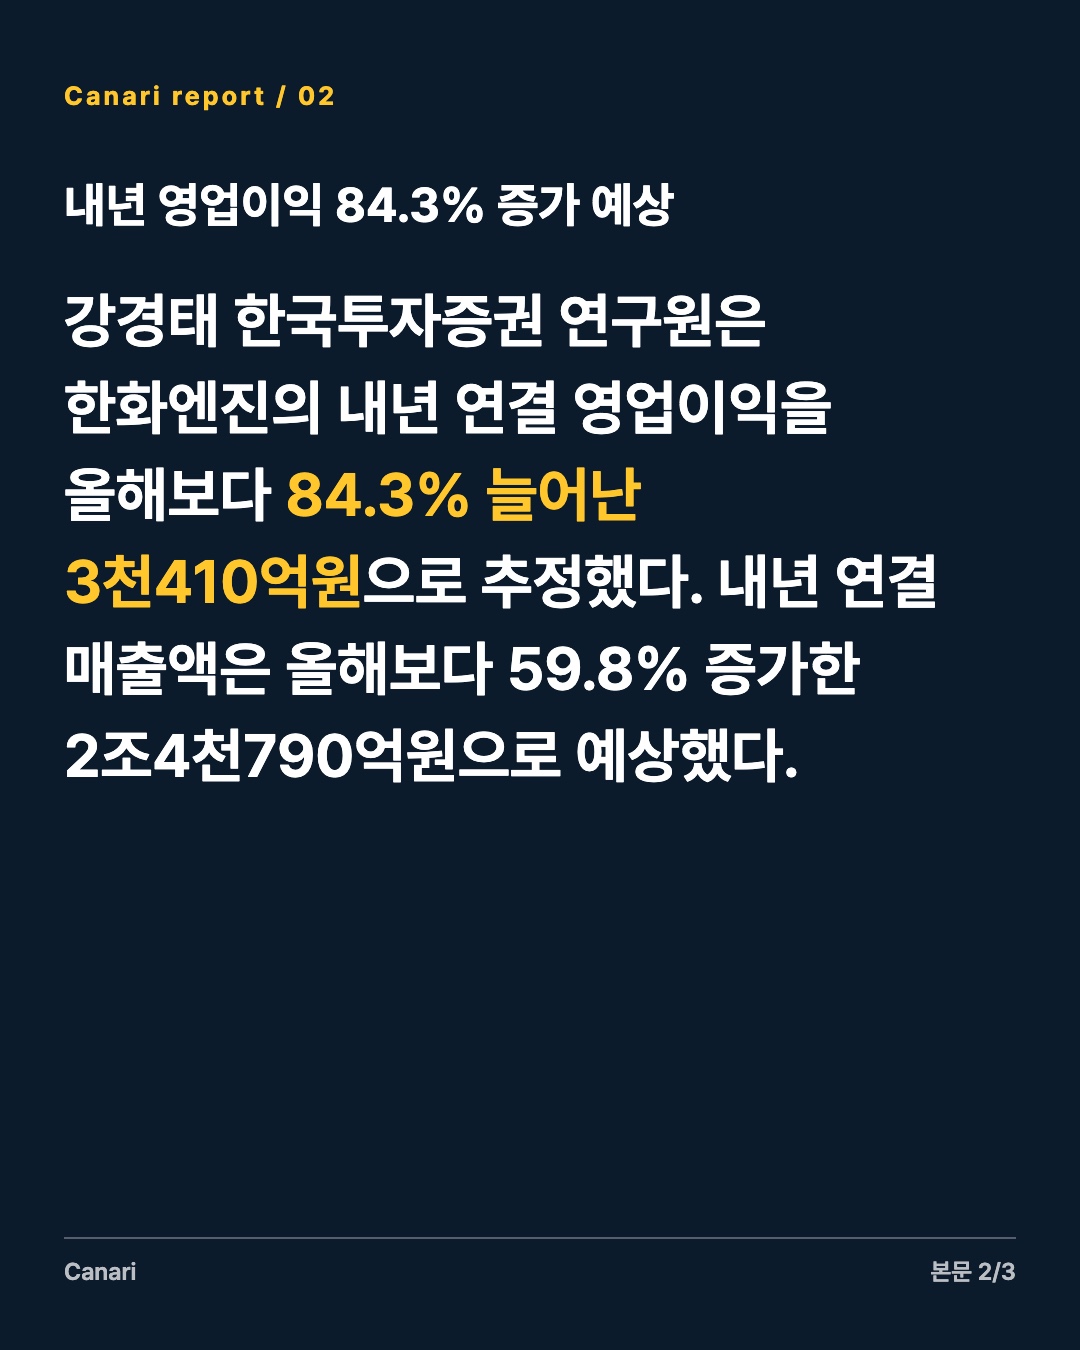 Canari report / 02
내년 영업이익 84.3% 증가 예상
강경태 한국투자증권 연구원은
한화엔진의 내년 연결 영업이익을
올해보다 84.3% 늘어난
3천410억원으로 추정했다. 내년 연결
매출액은 올해보다 59.8% 증가한
2조4천790억원으로 예상했다.
Canari
본문 2/3